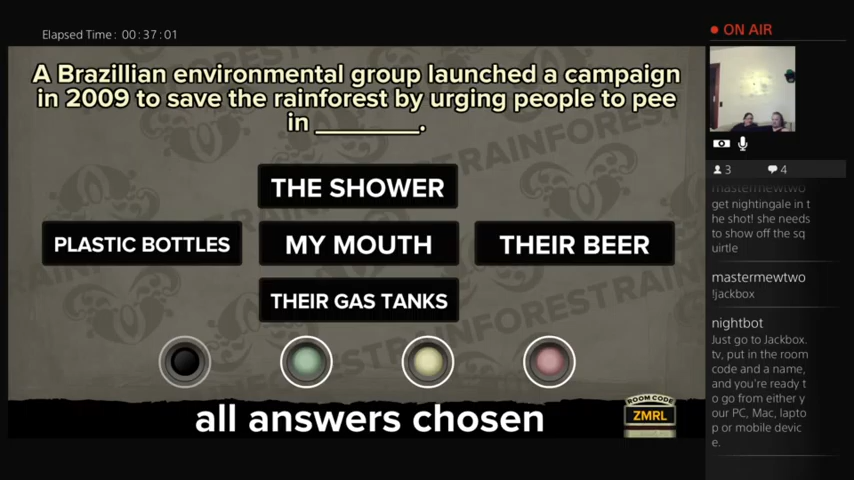 Elapsed Time: 00:37:01
ON AIR
A Brazillian environmental group launched a campaign
in 2009 to save the rainforest by urging people to pee
in ________.
THE SHOWER
PLASTIC BOTTLES
MY MOUTH
THEIR BEER
THEIR GAS TANKS
all answers chosen
ROOM CODE
ZMRL
3
4
mastermewtwo
get nightingale in t
he shot! she needs
to show off the sq
uirtle
mastermewtwo
!jackbox
nightbot
Just go to Jackbox.
tv, put in the room
code and a name,
and you're ready t
o go from either y
our PC, Mac, lapto
p or mobile devic
e.